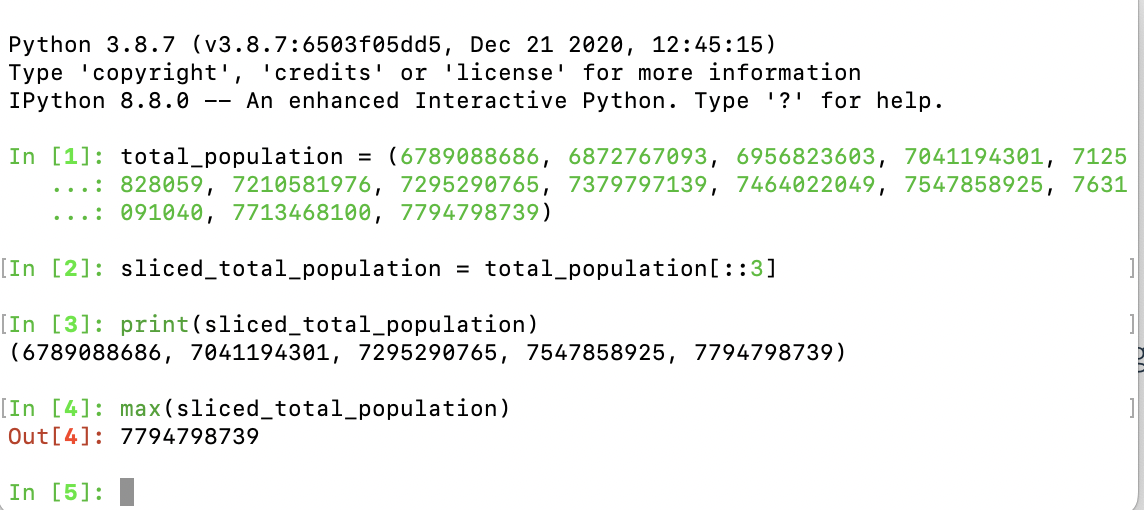 Python 3.8.7 (v3.8.7:6503f05dd5, Dec 21 2020, 12:45:15)
Type 'copyright', 'credits' or 'license' for more information
IPython 8.8.0 -- An enhanced Interactive Python. Type '?' for help.
In [1]: total_population = (6789088686, 6872767093, 6956823603, 7041194301, 7125
...: 828059, 7210581976, 7295290765, 7379797139, 7464022049, 7547858925, 7631
...: 091040, 7713468100, 7794798739)
[In [2]: sliced_total_population = total_population[::3] ]
[In [3]: print(sliced_total_population) ]
(6789088686, 7041194301, 7295290765, 7547858925, 7794798739)
[In [4]: max(sliced_total_population) ]
Out[4]: 7794798739
In [5]: